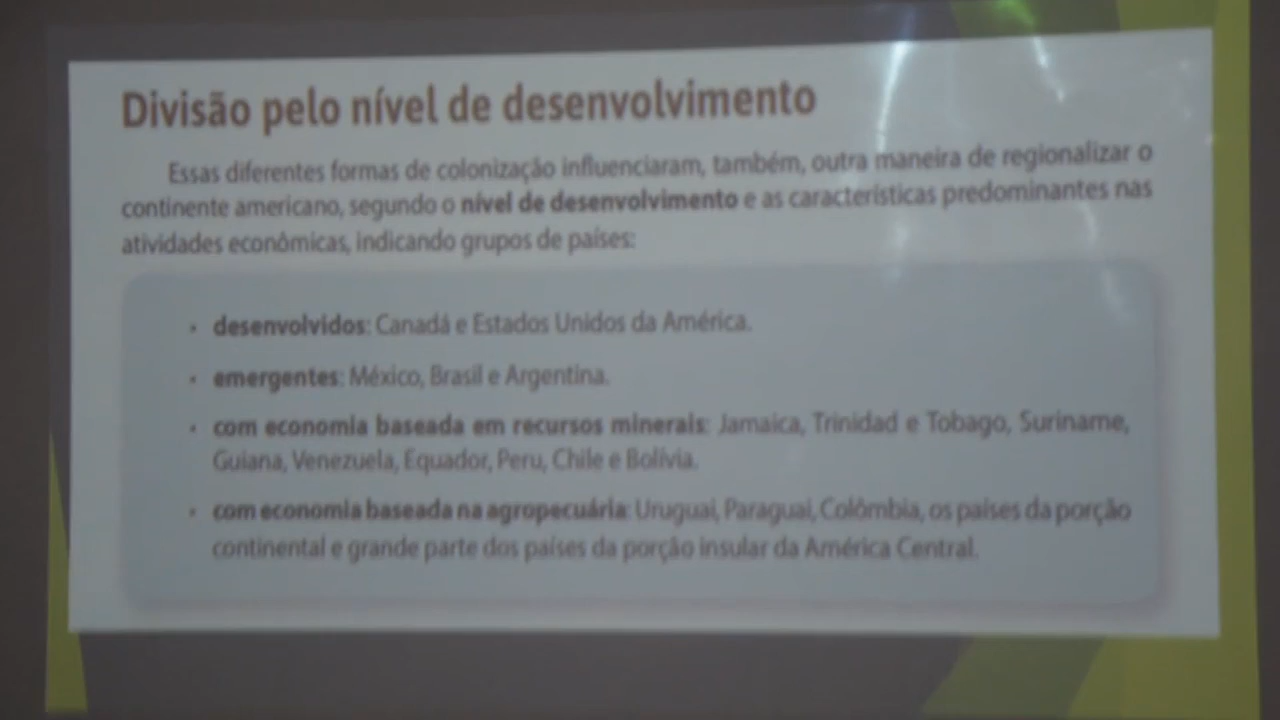 Divisão pelo nível de desenvolvimento
Essas diferentes formas de colonização influenciaram, também, outra maneira de regionalizar o
continente americano, segundo o nível de desenvolvimento e as características predominantes nas
atividades econômicas, indicando grupos de países:
• desenvolvidos: Canadá e Estados Unidos da América.
• emergentes: México, Brasil e Argentina.
• com economia baseada em recursos minerais: Jamaica, Trinidad e Tobago, Suriname,
Guiana, Venezuela, Equador, Peru, Chile e Bolívia.
• com economia baseada na agropecuária: Uruguai, Paraguai, Colômbia, os países da porção
continental e grande parte dos países da porção insular da América Central.